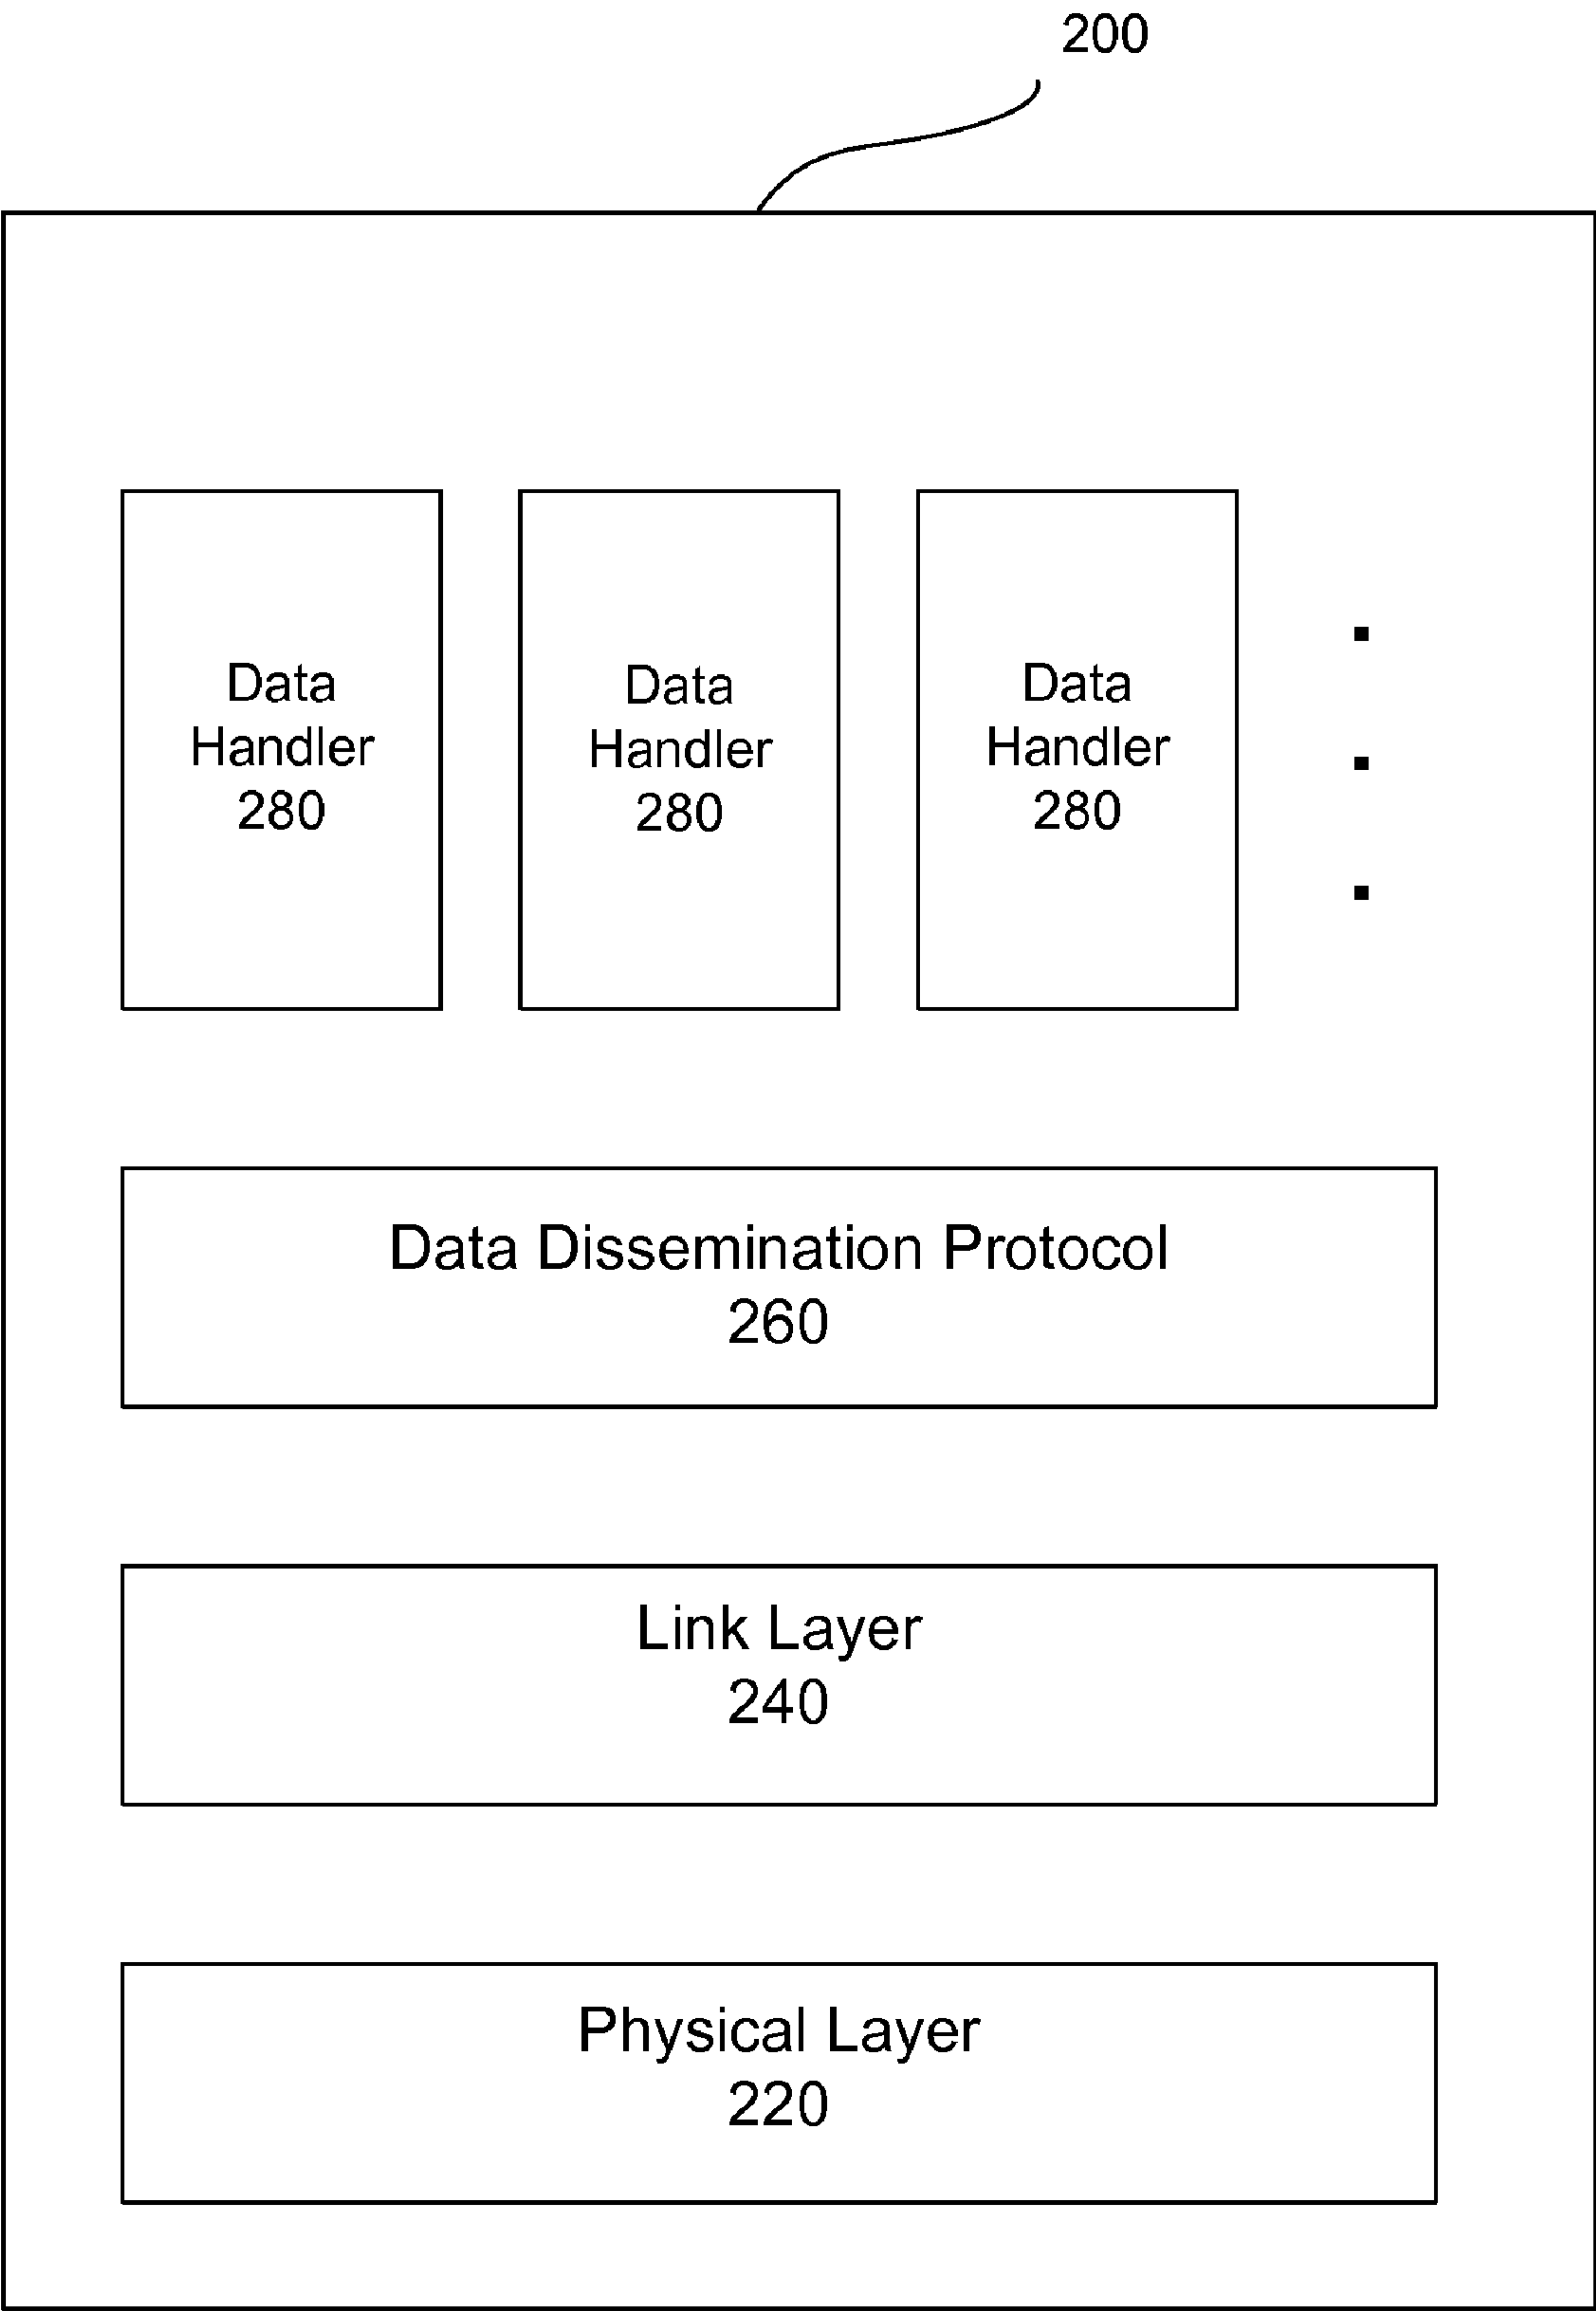 200
Data
Handler
280
Data
Handler
280
Data
Handler
280
Data Dissemination Protocol
260
Link Layer
240
Physical Layer
220